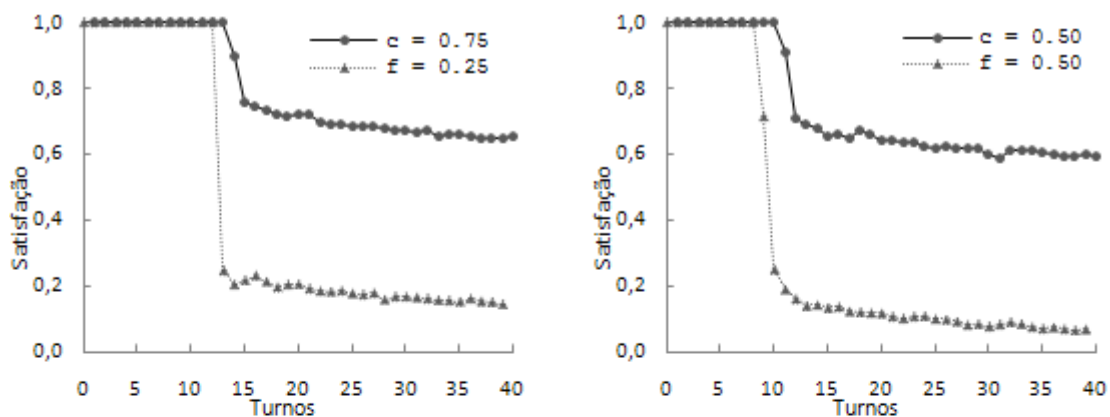 1,0
0,8
0,6
0,4
0,2
0,0
Satisfação
c = 0.75
f = 0.25
0 5 10 15 20 25 30 35 40
Turnos
1,0
0,8
0,6
0,4
0,2
0,0
Satisfação
c = 0.50
f = 0.50
0 5 10 15 20 25 30 35 40
Turnos